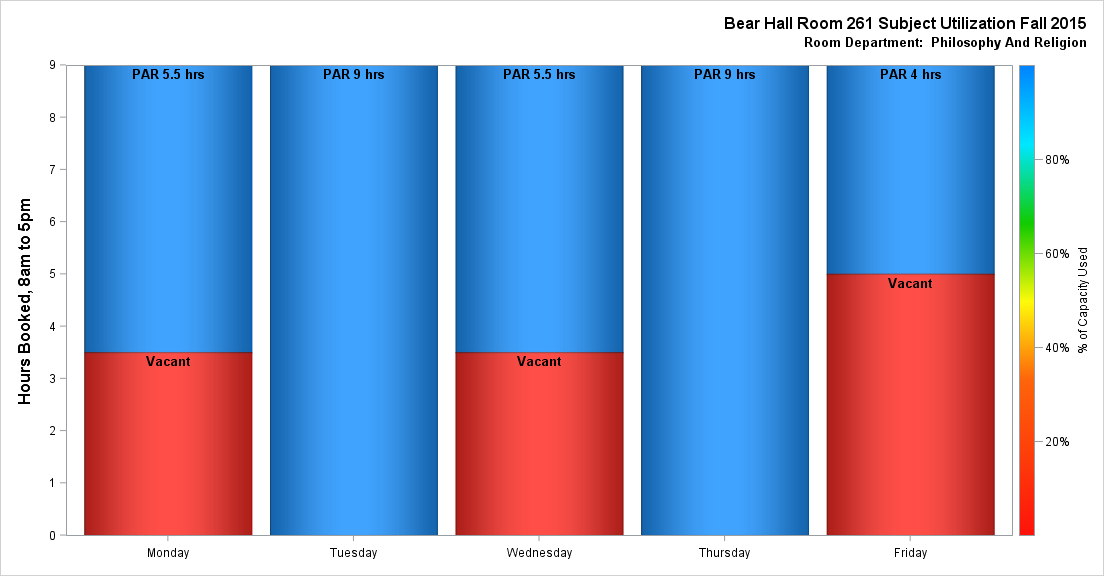 Bear Hall Room 261 Subject Utilization Fall 2015
Room Department:  Philosophy And Religion
Hours Booked, 8am to 5pm
9
8
7
6
5
4
3
2
1
0
PAR 5.5 hrs
Vacant
PAR 9 hrs
PAR 5.5 hrs
Vacant
PAR 9 hrs
PAR 4 hrs
Vacant
Monday
Tuesday
Wednesday
Thursday
Friday
80%
60%
40%
20%
% of Capacity Used